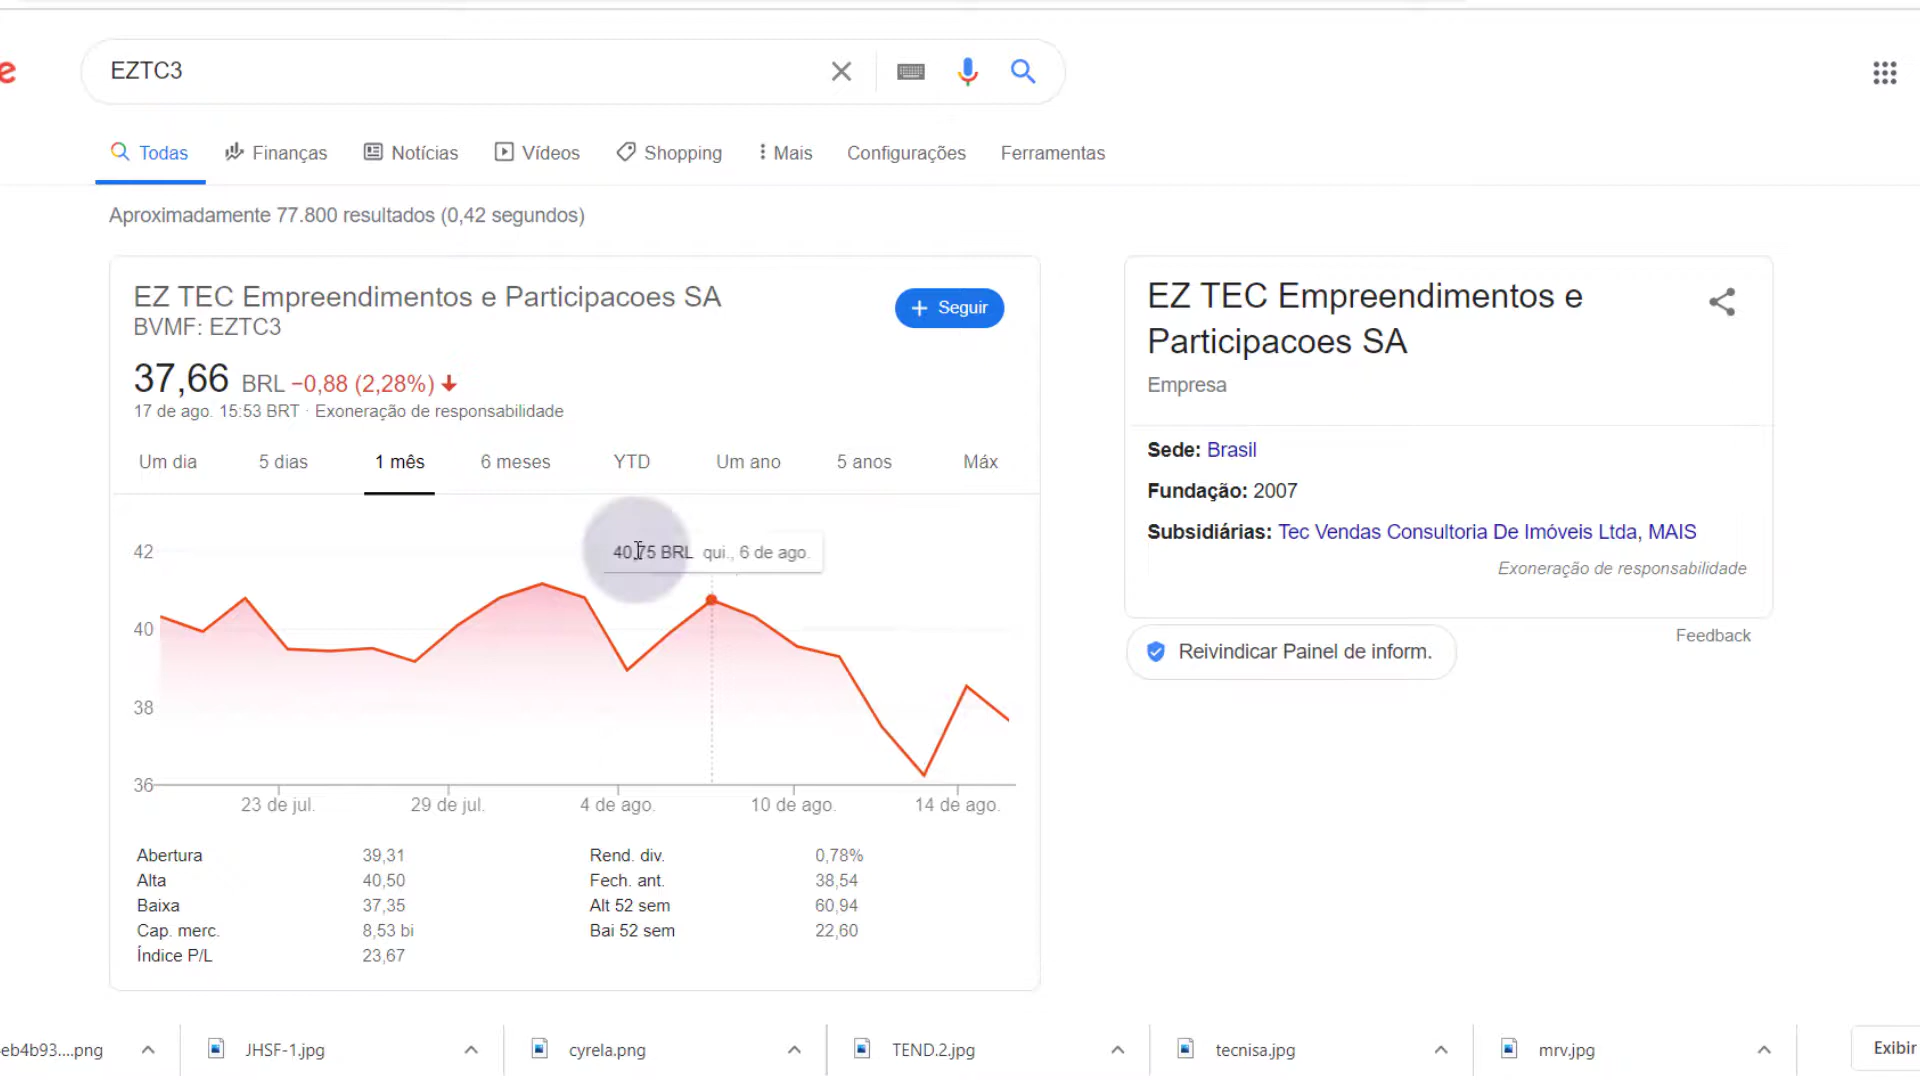 e
EZTC3
Todas Finanças Notícias Vídeos Shopping Mais Configurações Ferramentas
Aproximadamente 77.800 resultados (0,42 segundos)
EZ TEC Empreendimentos e Participacoes SA
BVMF: EZTC3
+ Seguir
37,66 BRL −0,88 (2,28%)
17 de ago. 15:53 BRT · Exoneração de responsabilidade
Um dia 5 dias 1 mês 6 meses YTD Um ano 5 anos Máx
40,75 BRL qui., 6 de ago.
42
40
38
36
23 de jul. 29 de jul. 4 de ago. 10 de ago. 14 de ago.
Abertura 39,31 Rend. div. 0,78%
Alta 40,50 Fech. ant. 38,54
Baixa 37,35 Alt 52 sem 60,94
Cap. merc. 8,53 bi Bai 52 sem 22,60
Índice P/L 23,67
EZ TEC Empreendimentos e
Participacoes SA
Empresa
Sede: Brasil
Fundação: 2007
Subsidiárias: Tec Vendas Consultoria De Imóveis Ltda, MAIS
Exoneração de responsabilidade
Feedback
Reivindicar Painel de inform.
eb4b93....png JHSF-1.jpg cyrela.png TEND.2.jpg tecnisa.jpg mrv.jpg Exibir